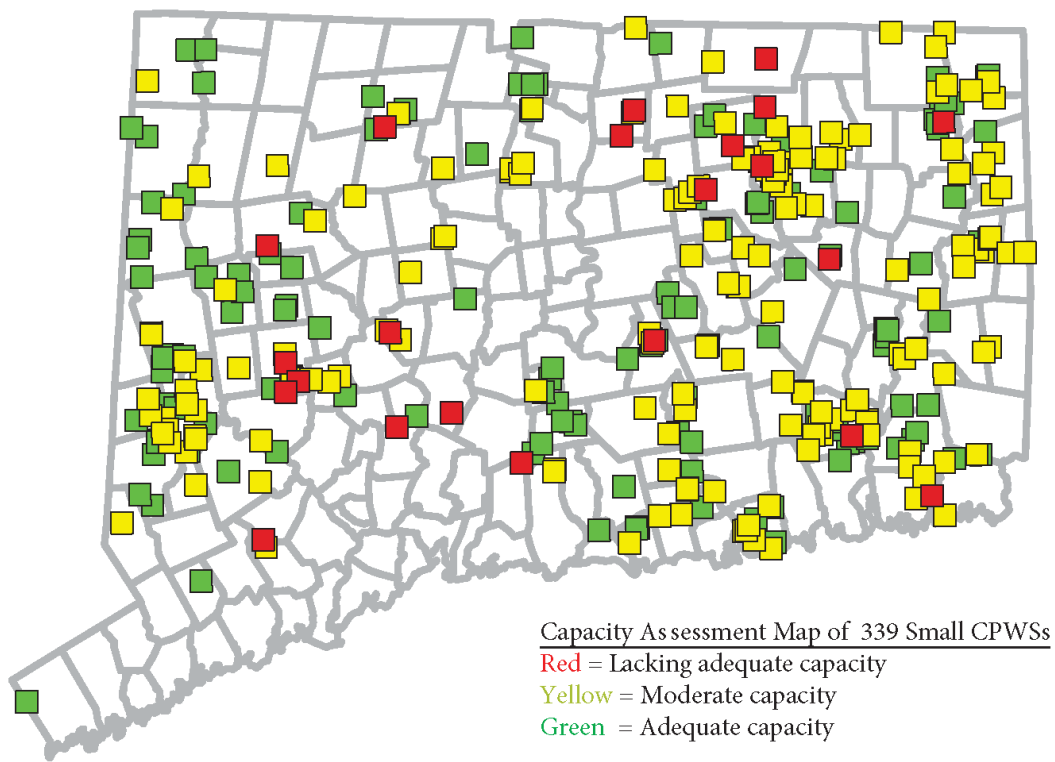 Capacity Assessment Map of 339 Small CPWSs
Red = Lacking adequate capacity
Yellow = Moderate capacity
Green = Adequate capacity